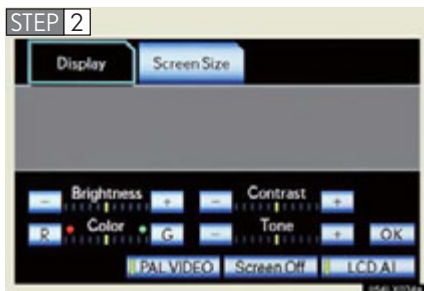 STEP 2
Display Screen Size
- Brightness + - Contrast +
R Color G - Tone + OK
PAL VIDEO Screen Off LCD AI